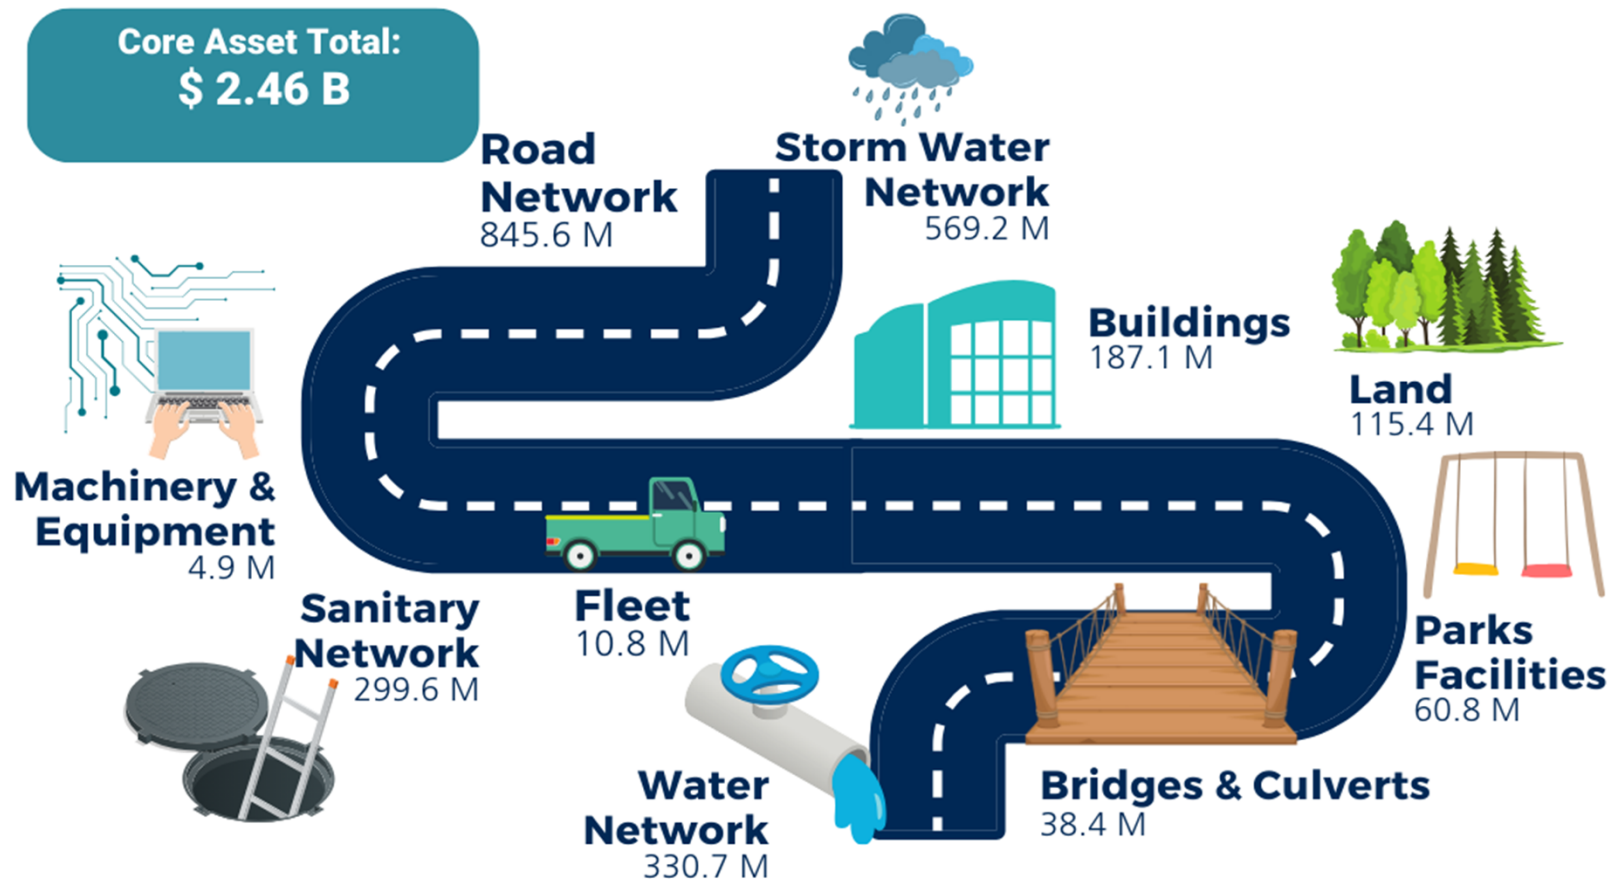 Core Asset Total:
$ 2.46 B
Road
Network
845.6 M
Storm Water
Network
569.2 M
Buildings
187.1 M
Land
115.4 M
Machinery &
Equipment
4.9 M
Sanitary
Network
299.6 M
Fleet
10.8 M
Parks
Facilities
60.8 M
Water
Network
330.7 M
Bridges & Culverts
38.4 M